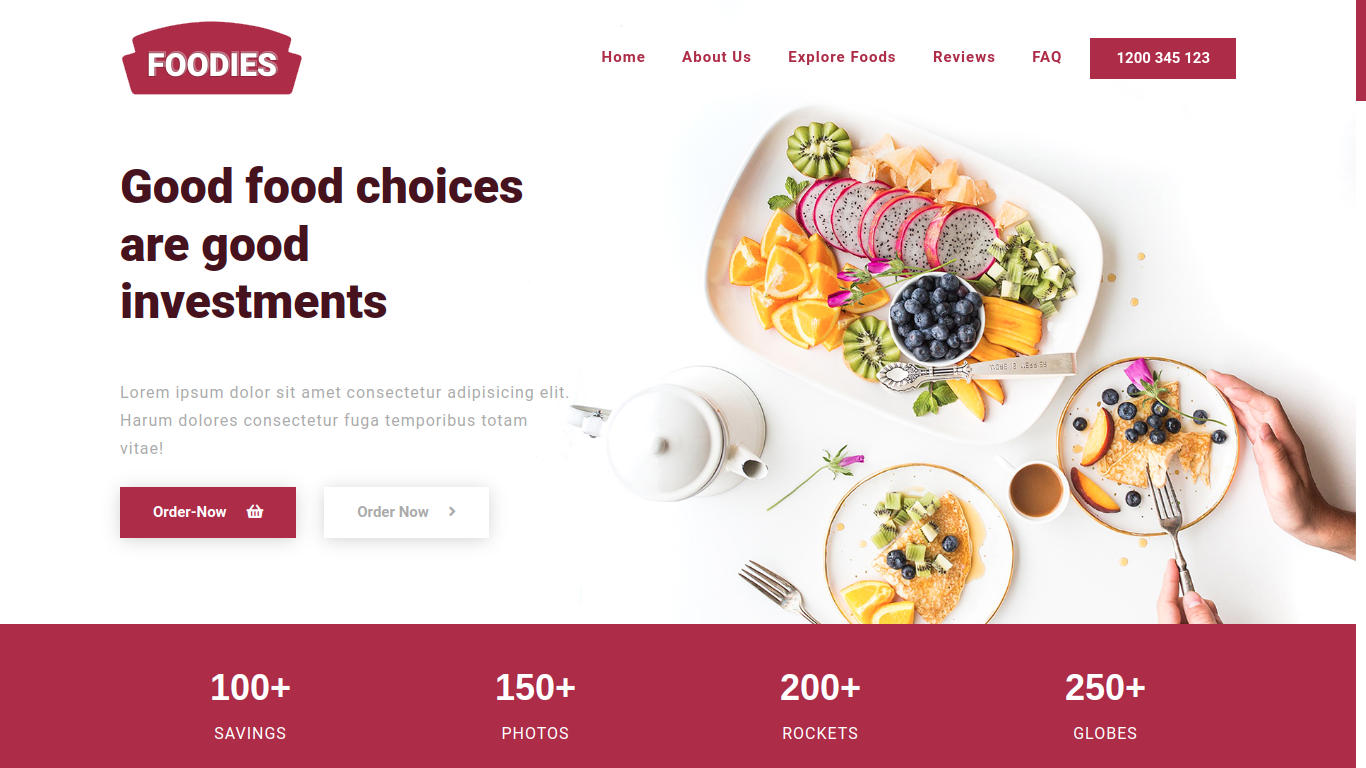 FOODIES
Home
About Us
Explore Foods
Reviews
FAQ
1200 345 123
Good food choices
are good
investments
Lorem ipsum dolor sit amet consectetur adipisicing elit.
Harum dolores consectetur fuga temporibus totam
vitae!
Order-Now
Order Now
100+
150+
200+
250+
SAVINGS
PHOTOS
ROCKETS
GLOBES